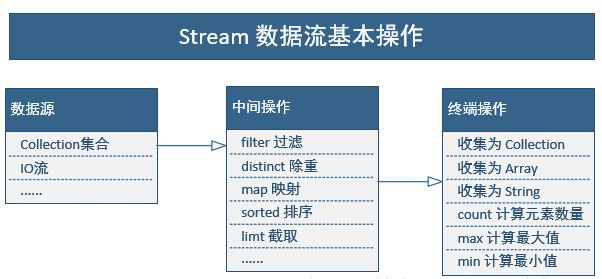 Stream 数据流基本操作
数据源
Collection集合
IO流
......
中间操作
filter 过滤
distinct 除重
map 映射
sorted 排序
limt 截取
......
终端操作
收集为 Collection
收集为 Array
收集为 String
count 计算元素数量
max 计算最大值
min 计算最小值